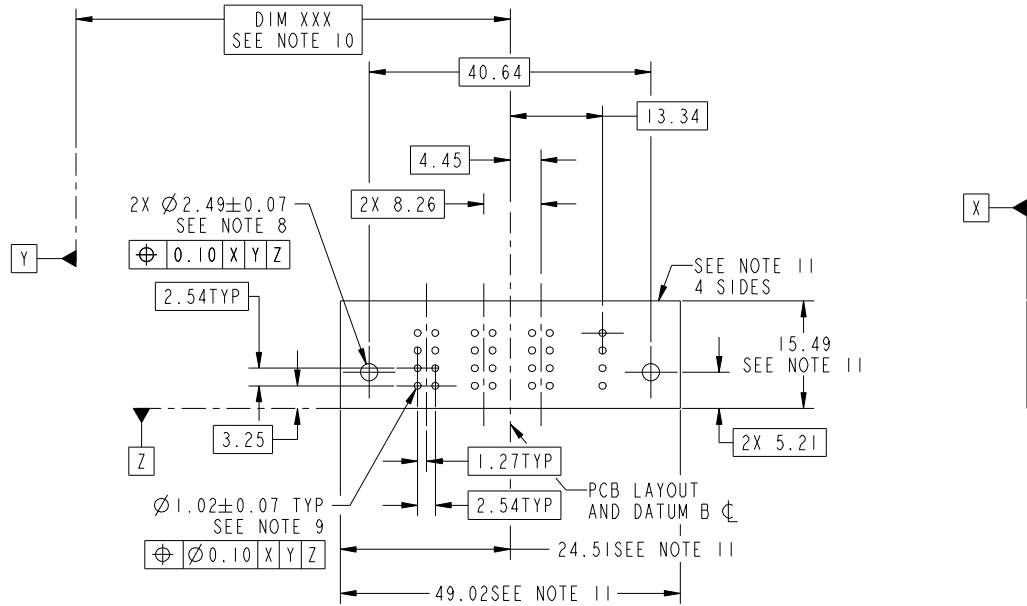 DIM XXX
SEE NOTE 10
40.64
13.34
4.45
2X 8.26
2X Ø2.49±0.07
SEE NOTE 8
⌖ 0.10 X Y Z
Y
X
2.54TYP
SEE NOTE 11
4 SIDES
15.49
SEE NOTE 11
3.25
Z
2X 5.21
1.27TYP
2.54TYP
PCB LAYOUT
AND DATUM B ℄
Ø1.02±0.07 TYP
SEE NOTE 9
⌖ Ø0.10 X Y Z
24.51SEE NOTE 11
49.02SEE NOTE 11